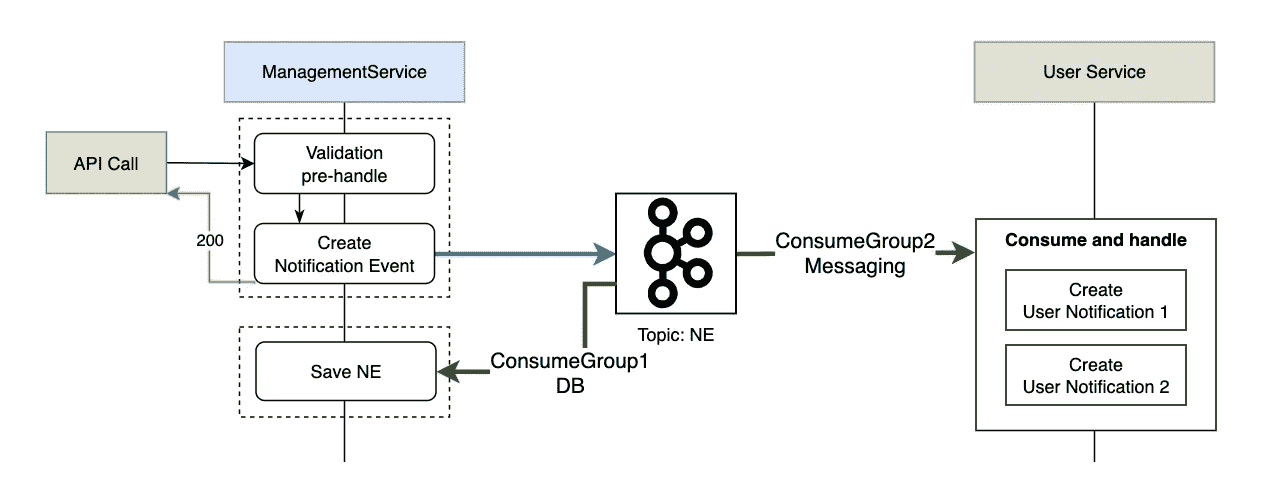 ManagementService
User Service
API Call
Validation
pre-handle
200
Create
Notification Event
ConsumeGroup2
Messaging
Consume and handle
Create
User Notification 1
Topic: NE
Save NE
ConsumeGroup1
DB
Create
User Notification 2